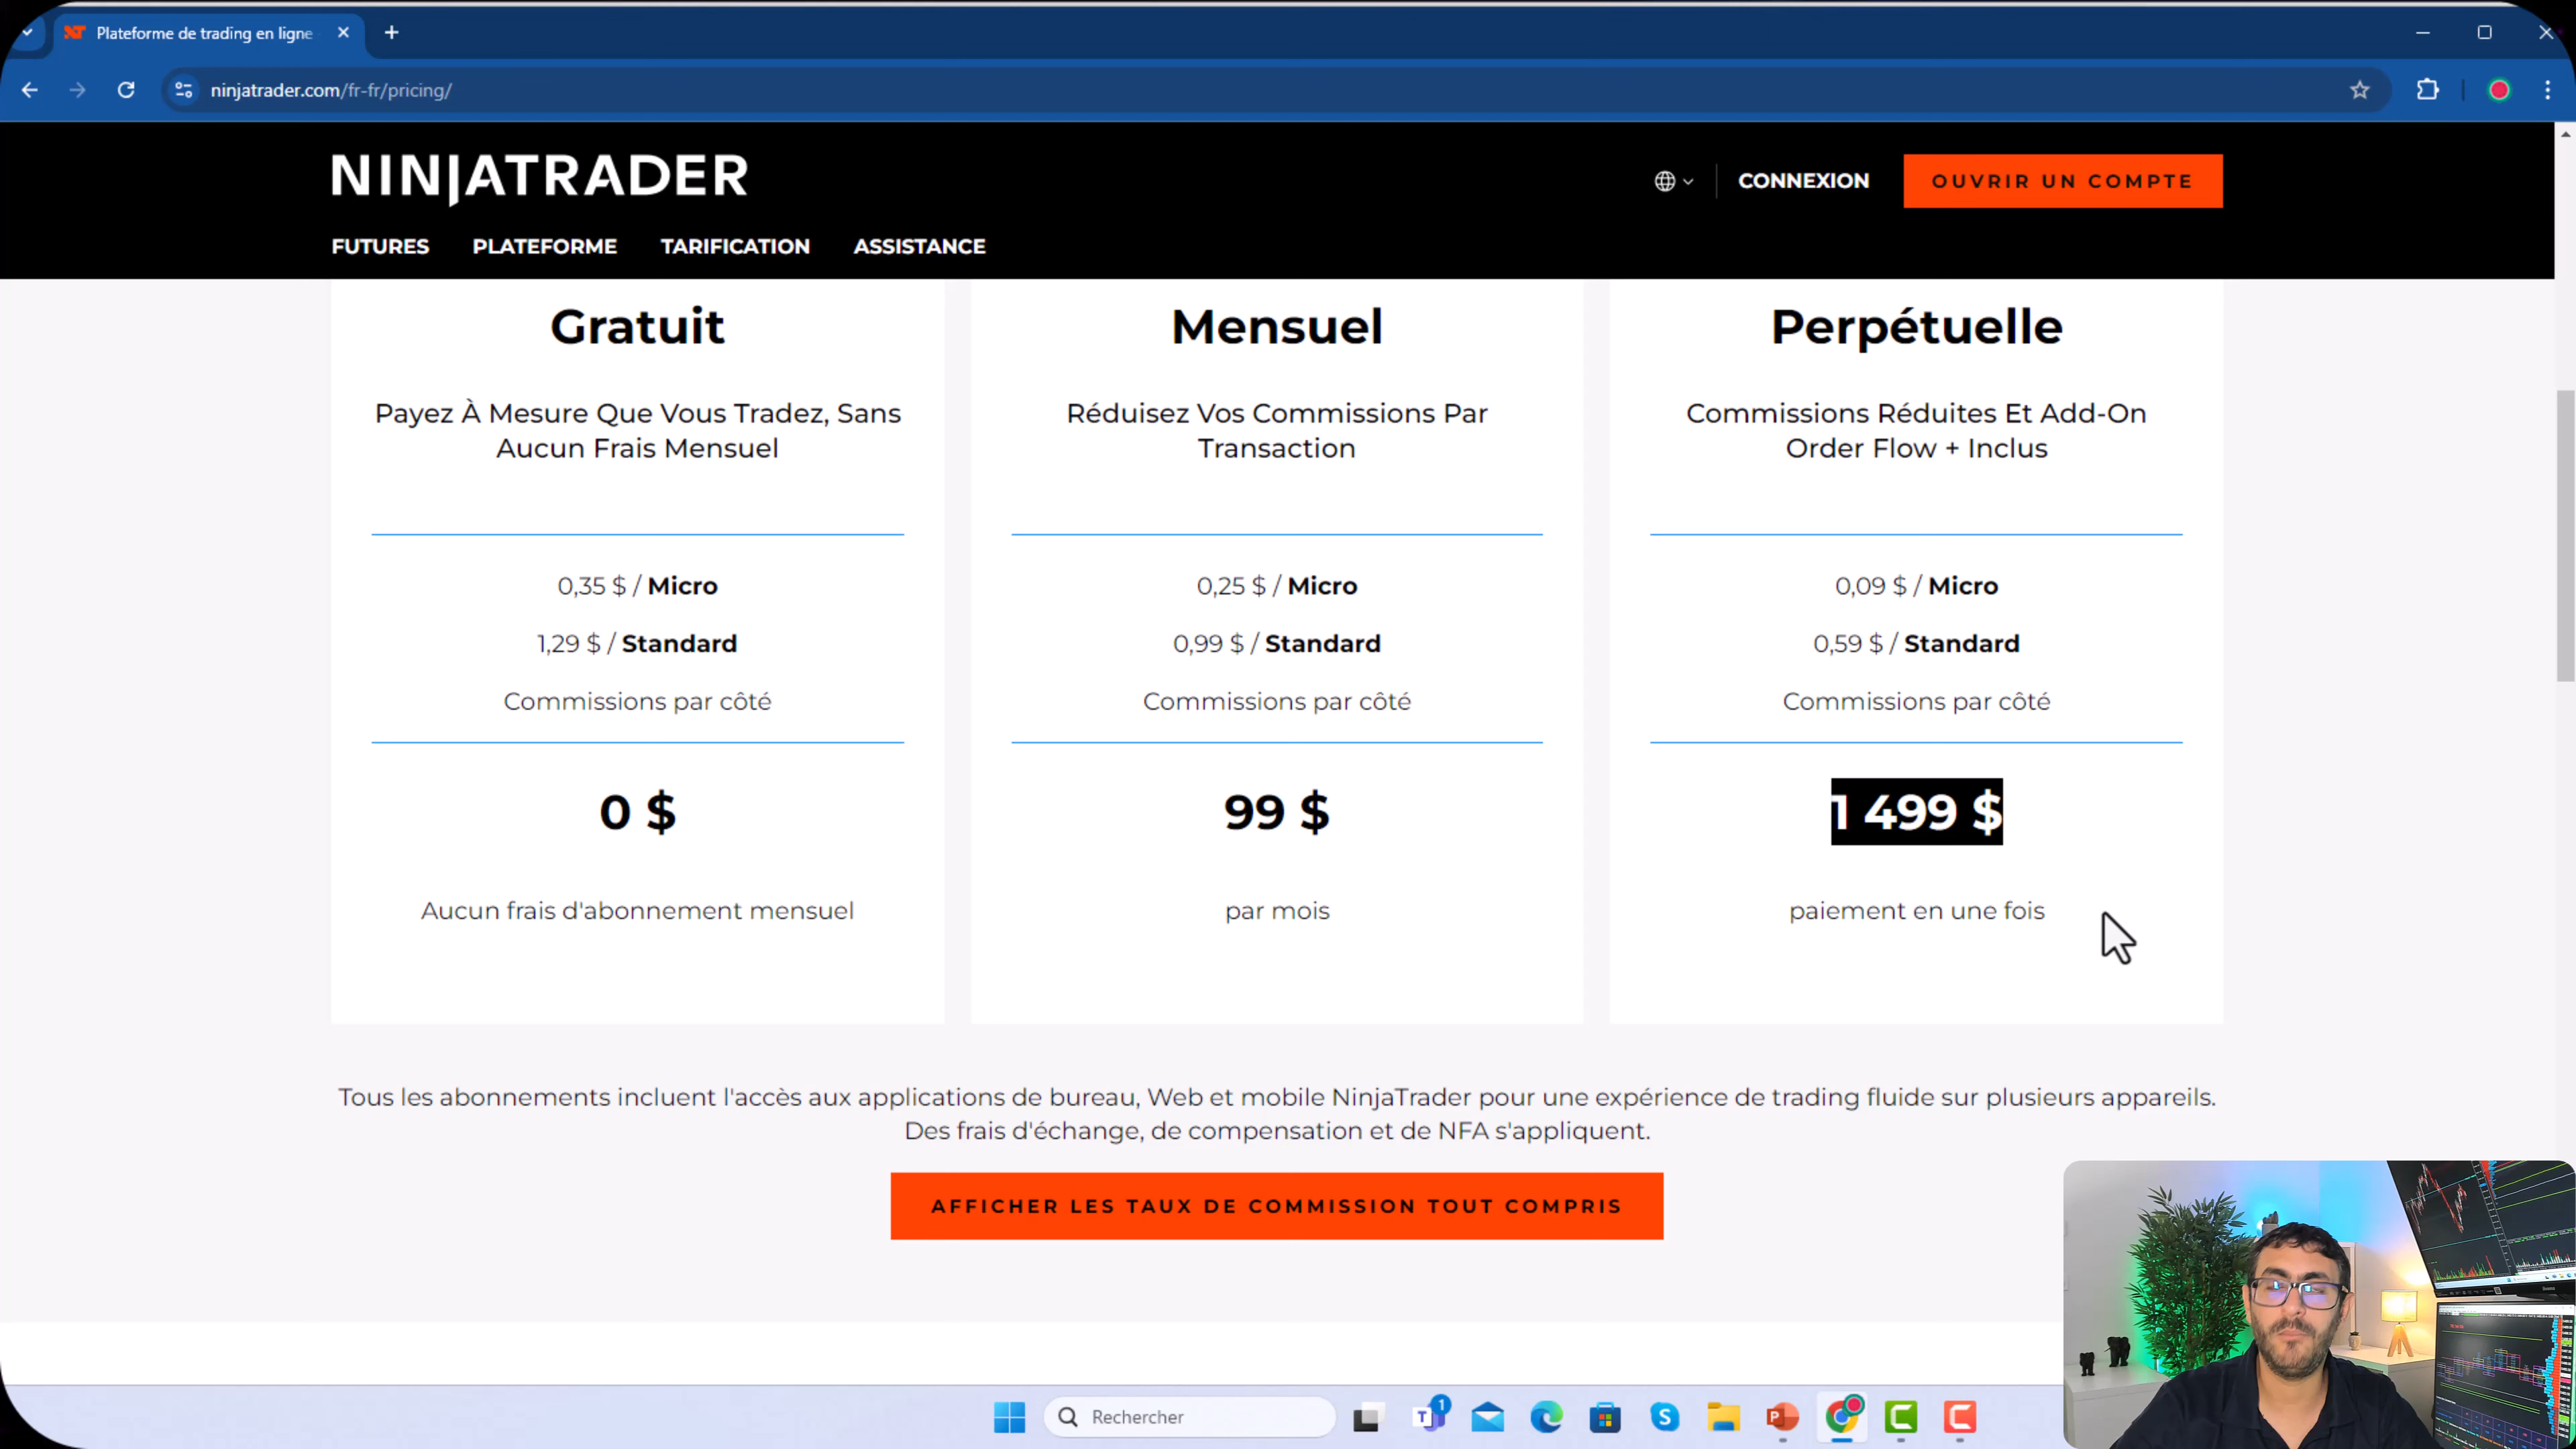 Plateforme de trading en ligne
ninjatrader.com/fr-fr/pricing/
NINJATRADER
CONNEXION
OUVRIR UN COMPTE
FUTURES
PLATEFORME
TARIFICATION
ASSISTANCE
Gratuit
Payez À Mesure Que Vous Tradez, Sans
Aucun Frais Mensuel
0,35 $ / Micro
1,29 $ / Standard
Commissions par côté
0 $
Aucun frais d'abonnement mensuel
Mensuel
Réduisez Vos Commissions Par
Transaction
0,25 $ / Micro
0,99 $ / Standard
Commissions par côté
99 $
par mois
Perpétuelle
Commissions Réduites Et Add-On
Order Flow + Inclus
0,09 $ / Micro
0,59 $ / Standard
Commissions par côté
1 499 $
paiement en une fois
Tous les abonnements incluent l'accès aux applications de bureau, Web et mobile NinjaTrader pour une expérience de trading fluide sur plusieurs appareils.
Des frais d'échange, de compensation et de NFA s'appliquent.
AFFICHER LES TAUX DE COMMISSION TOUT COMPRIS
Rechercher
1